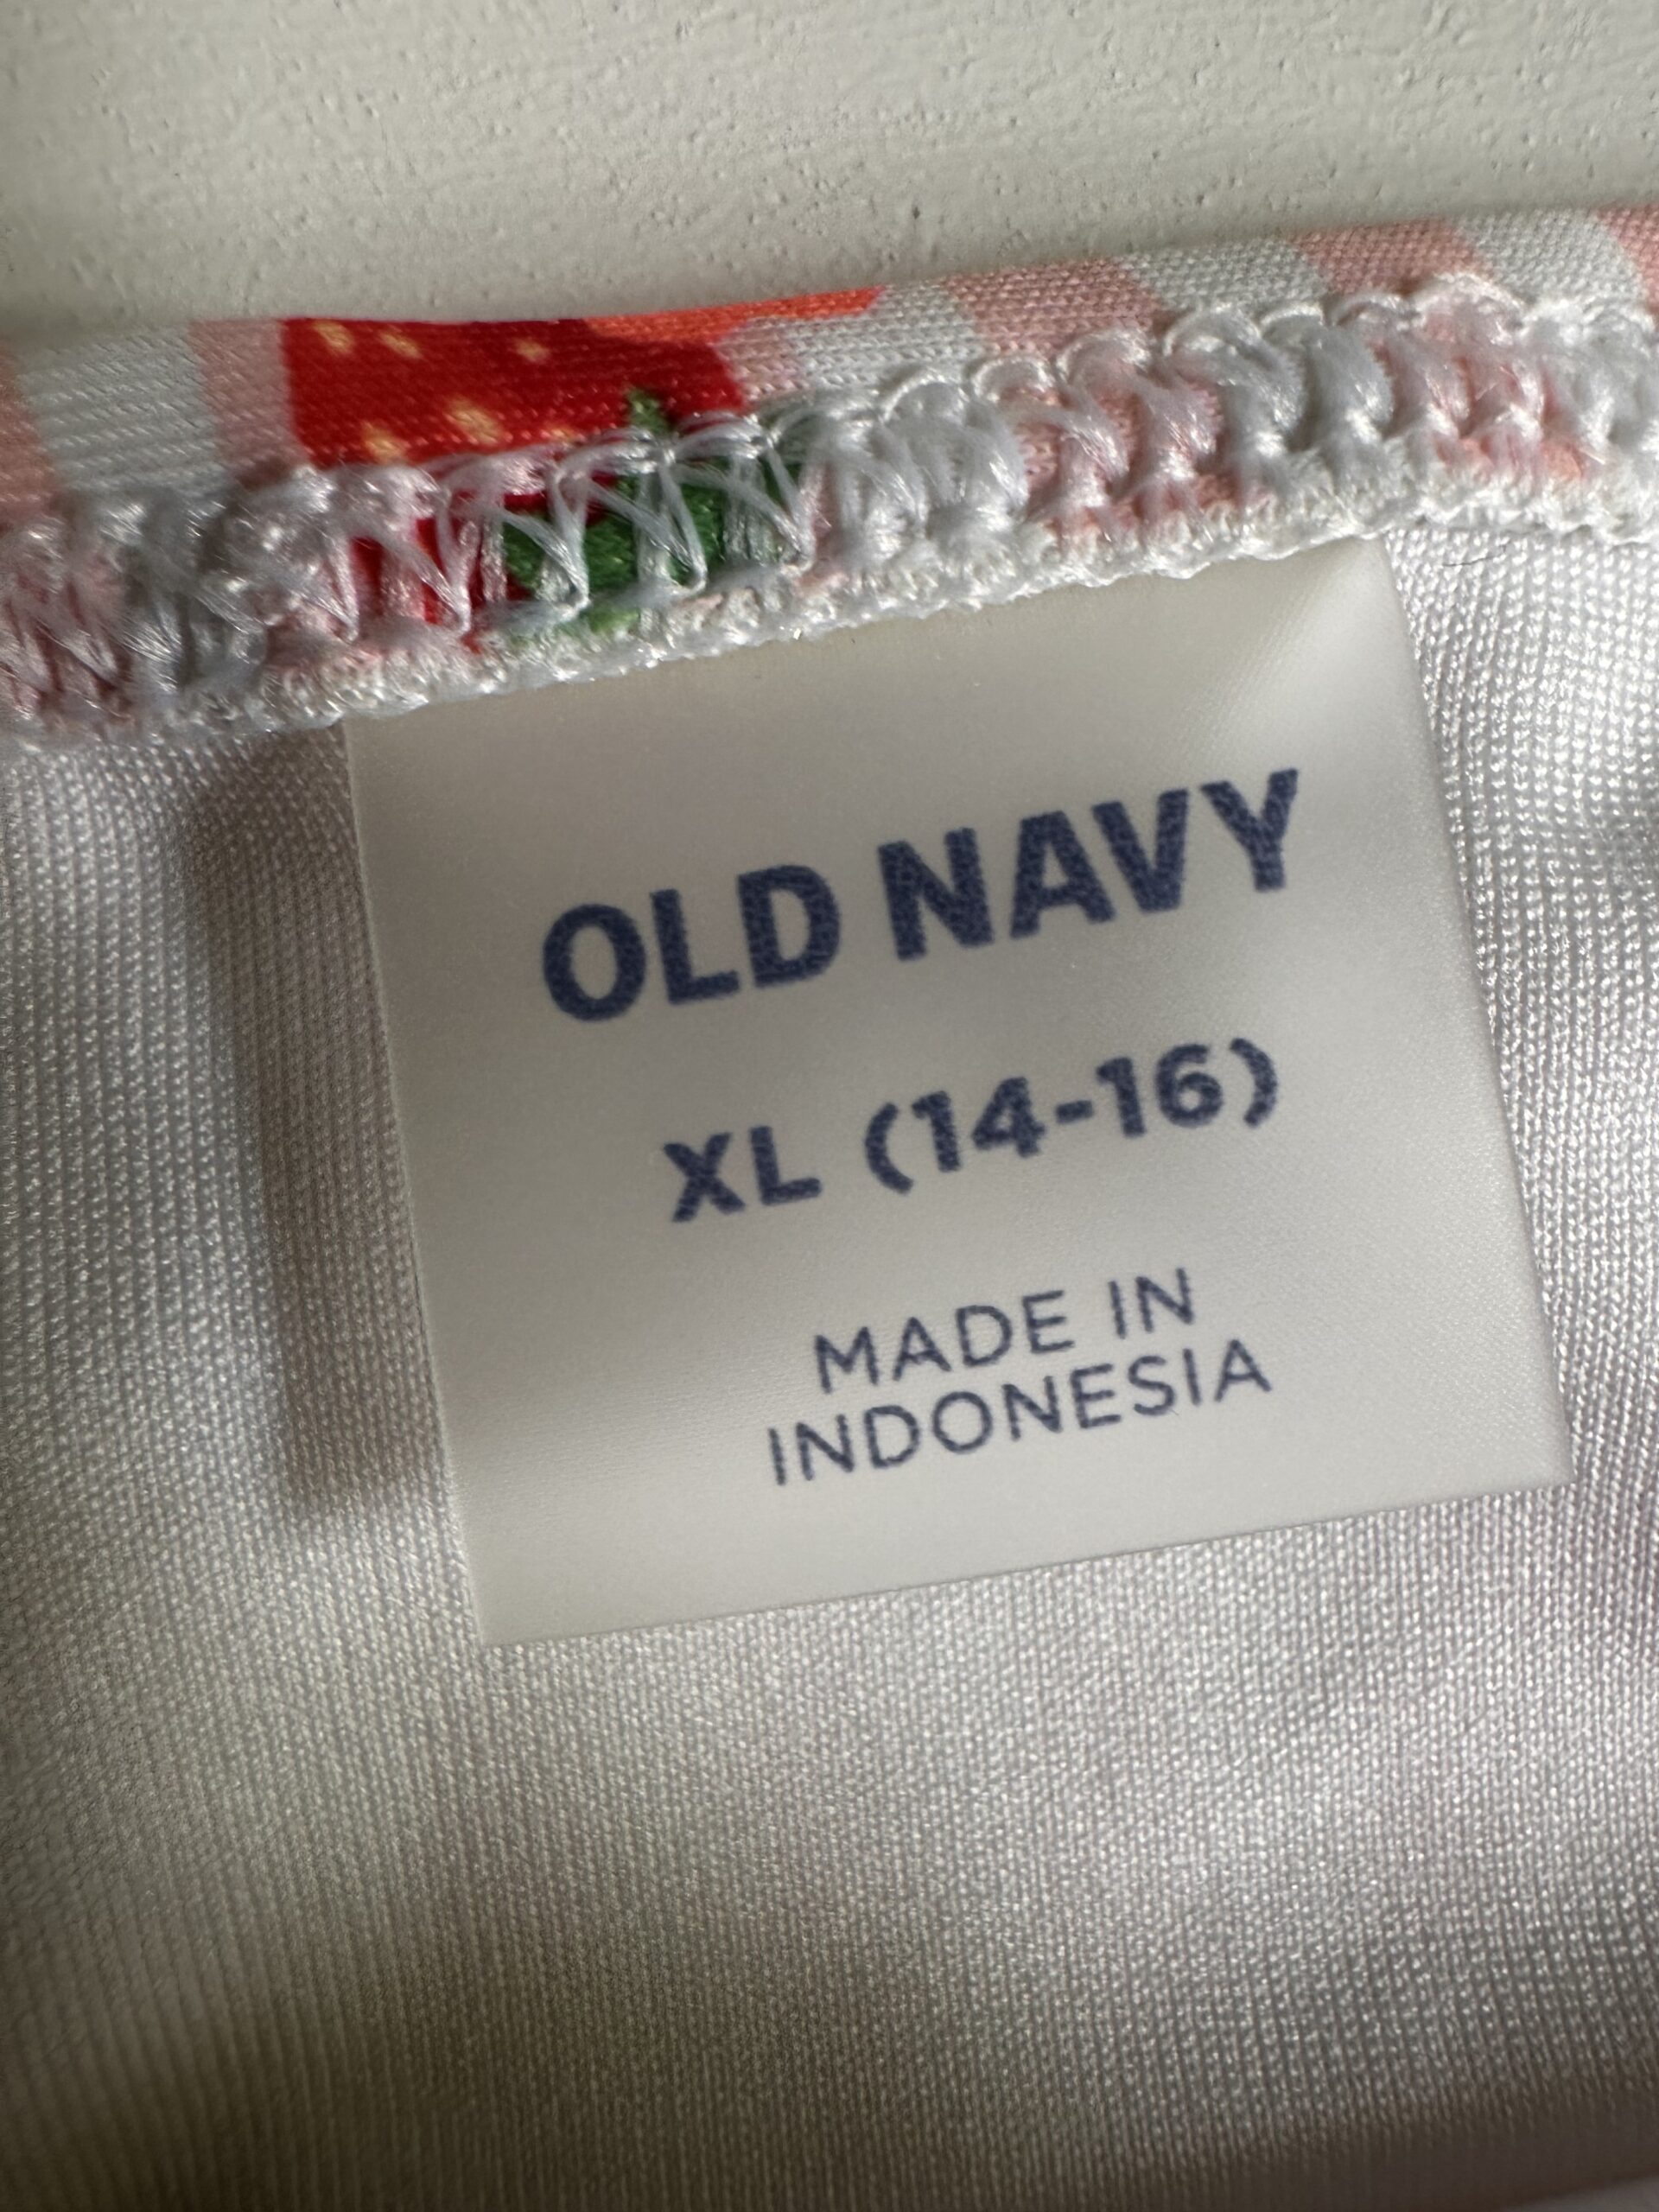 OLD NAVY
XL (14-16)
MADE IN
INDONESIA